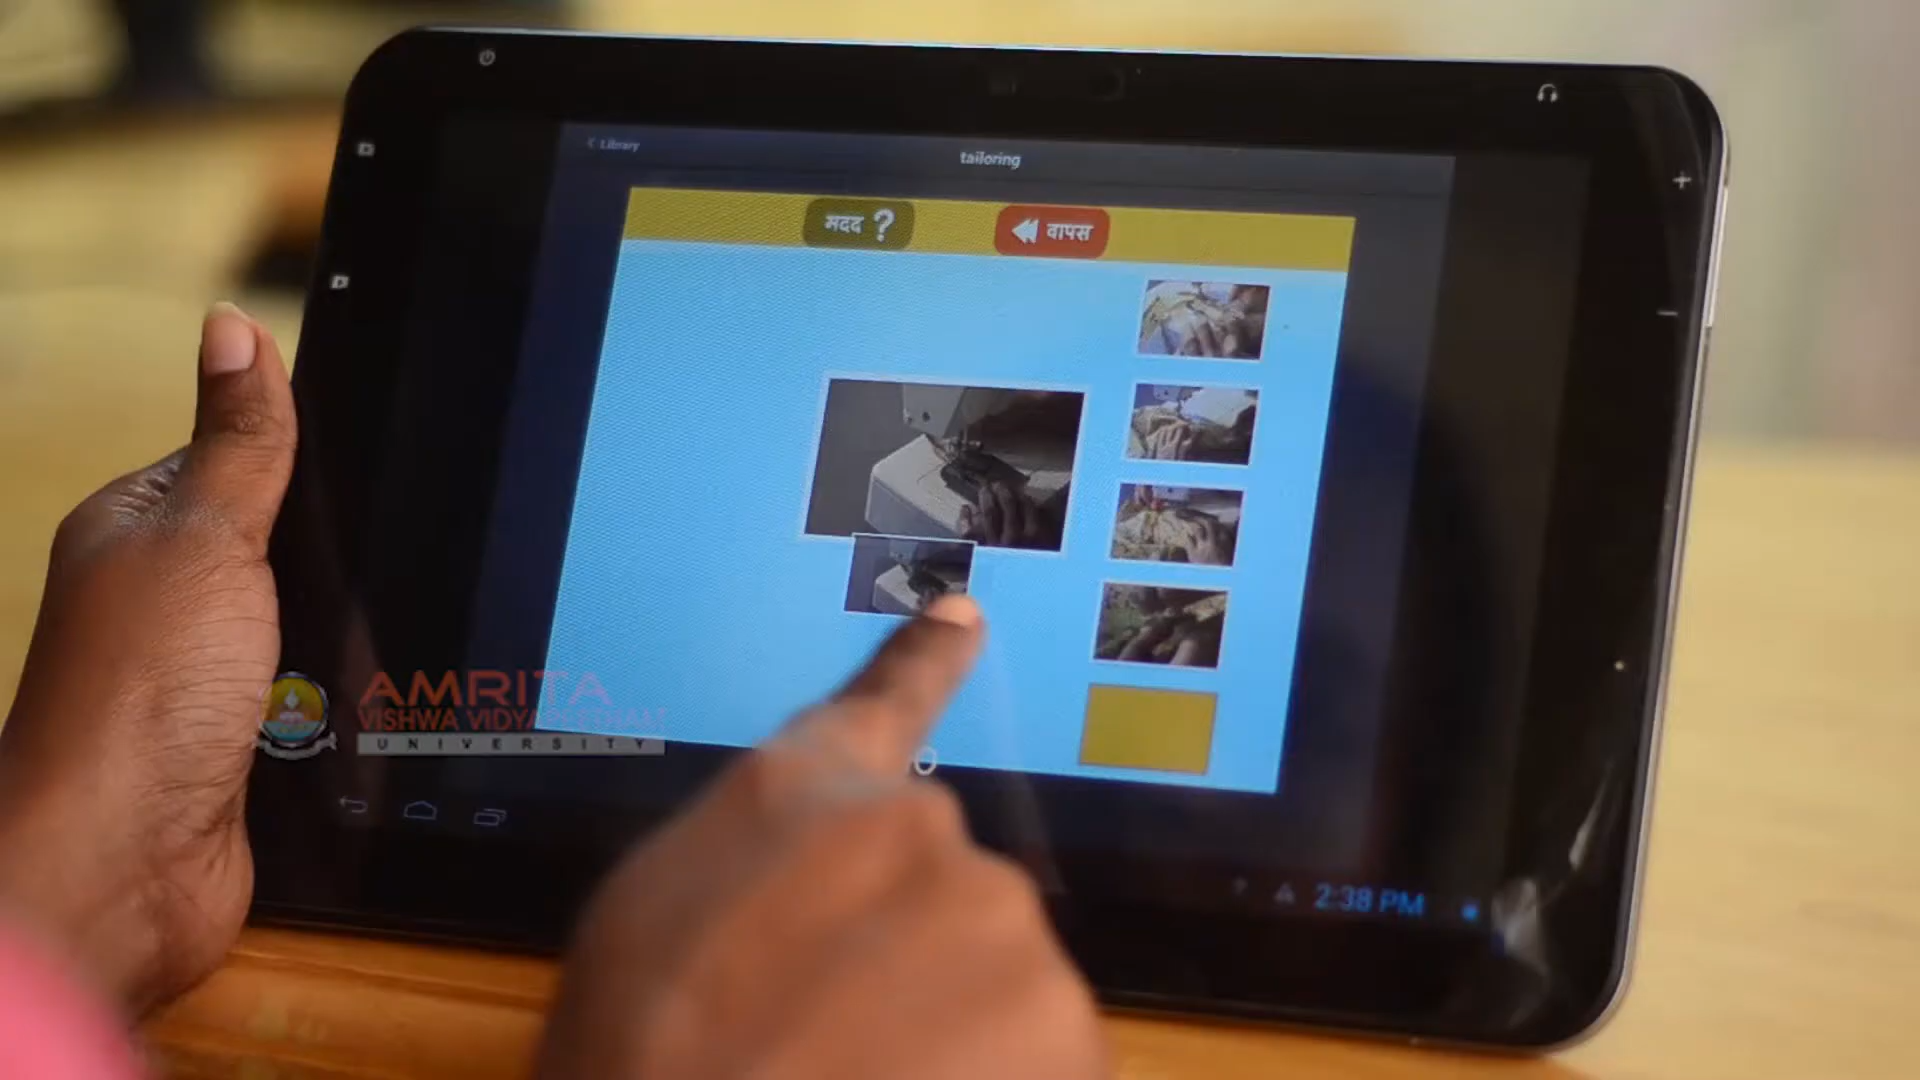 < Library
tailoring
मदद ?
वापस
AMRITA
VISHWA VIDYAPEETHAM
UNIVERSITY
2:38 PM